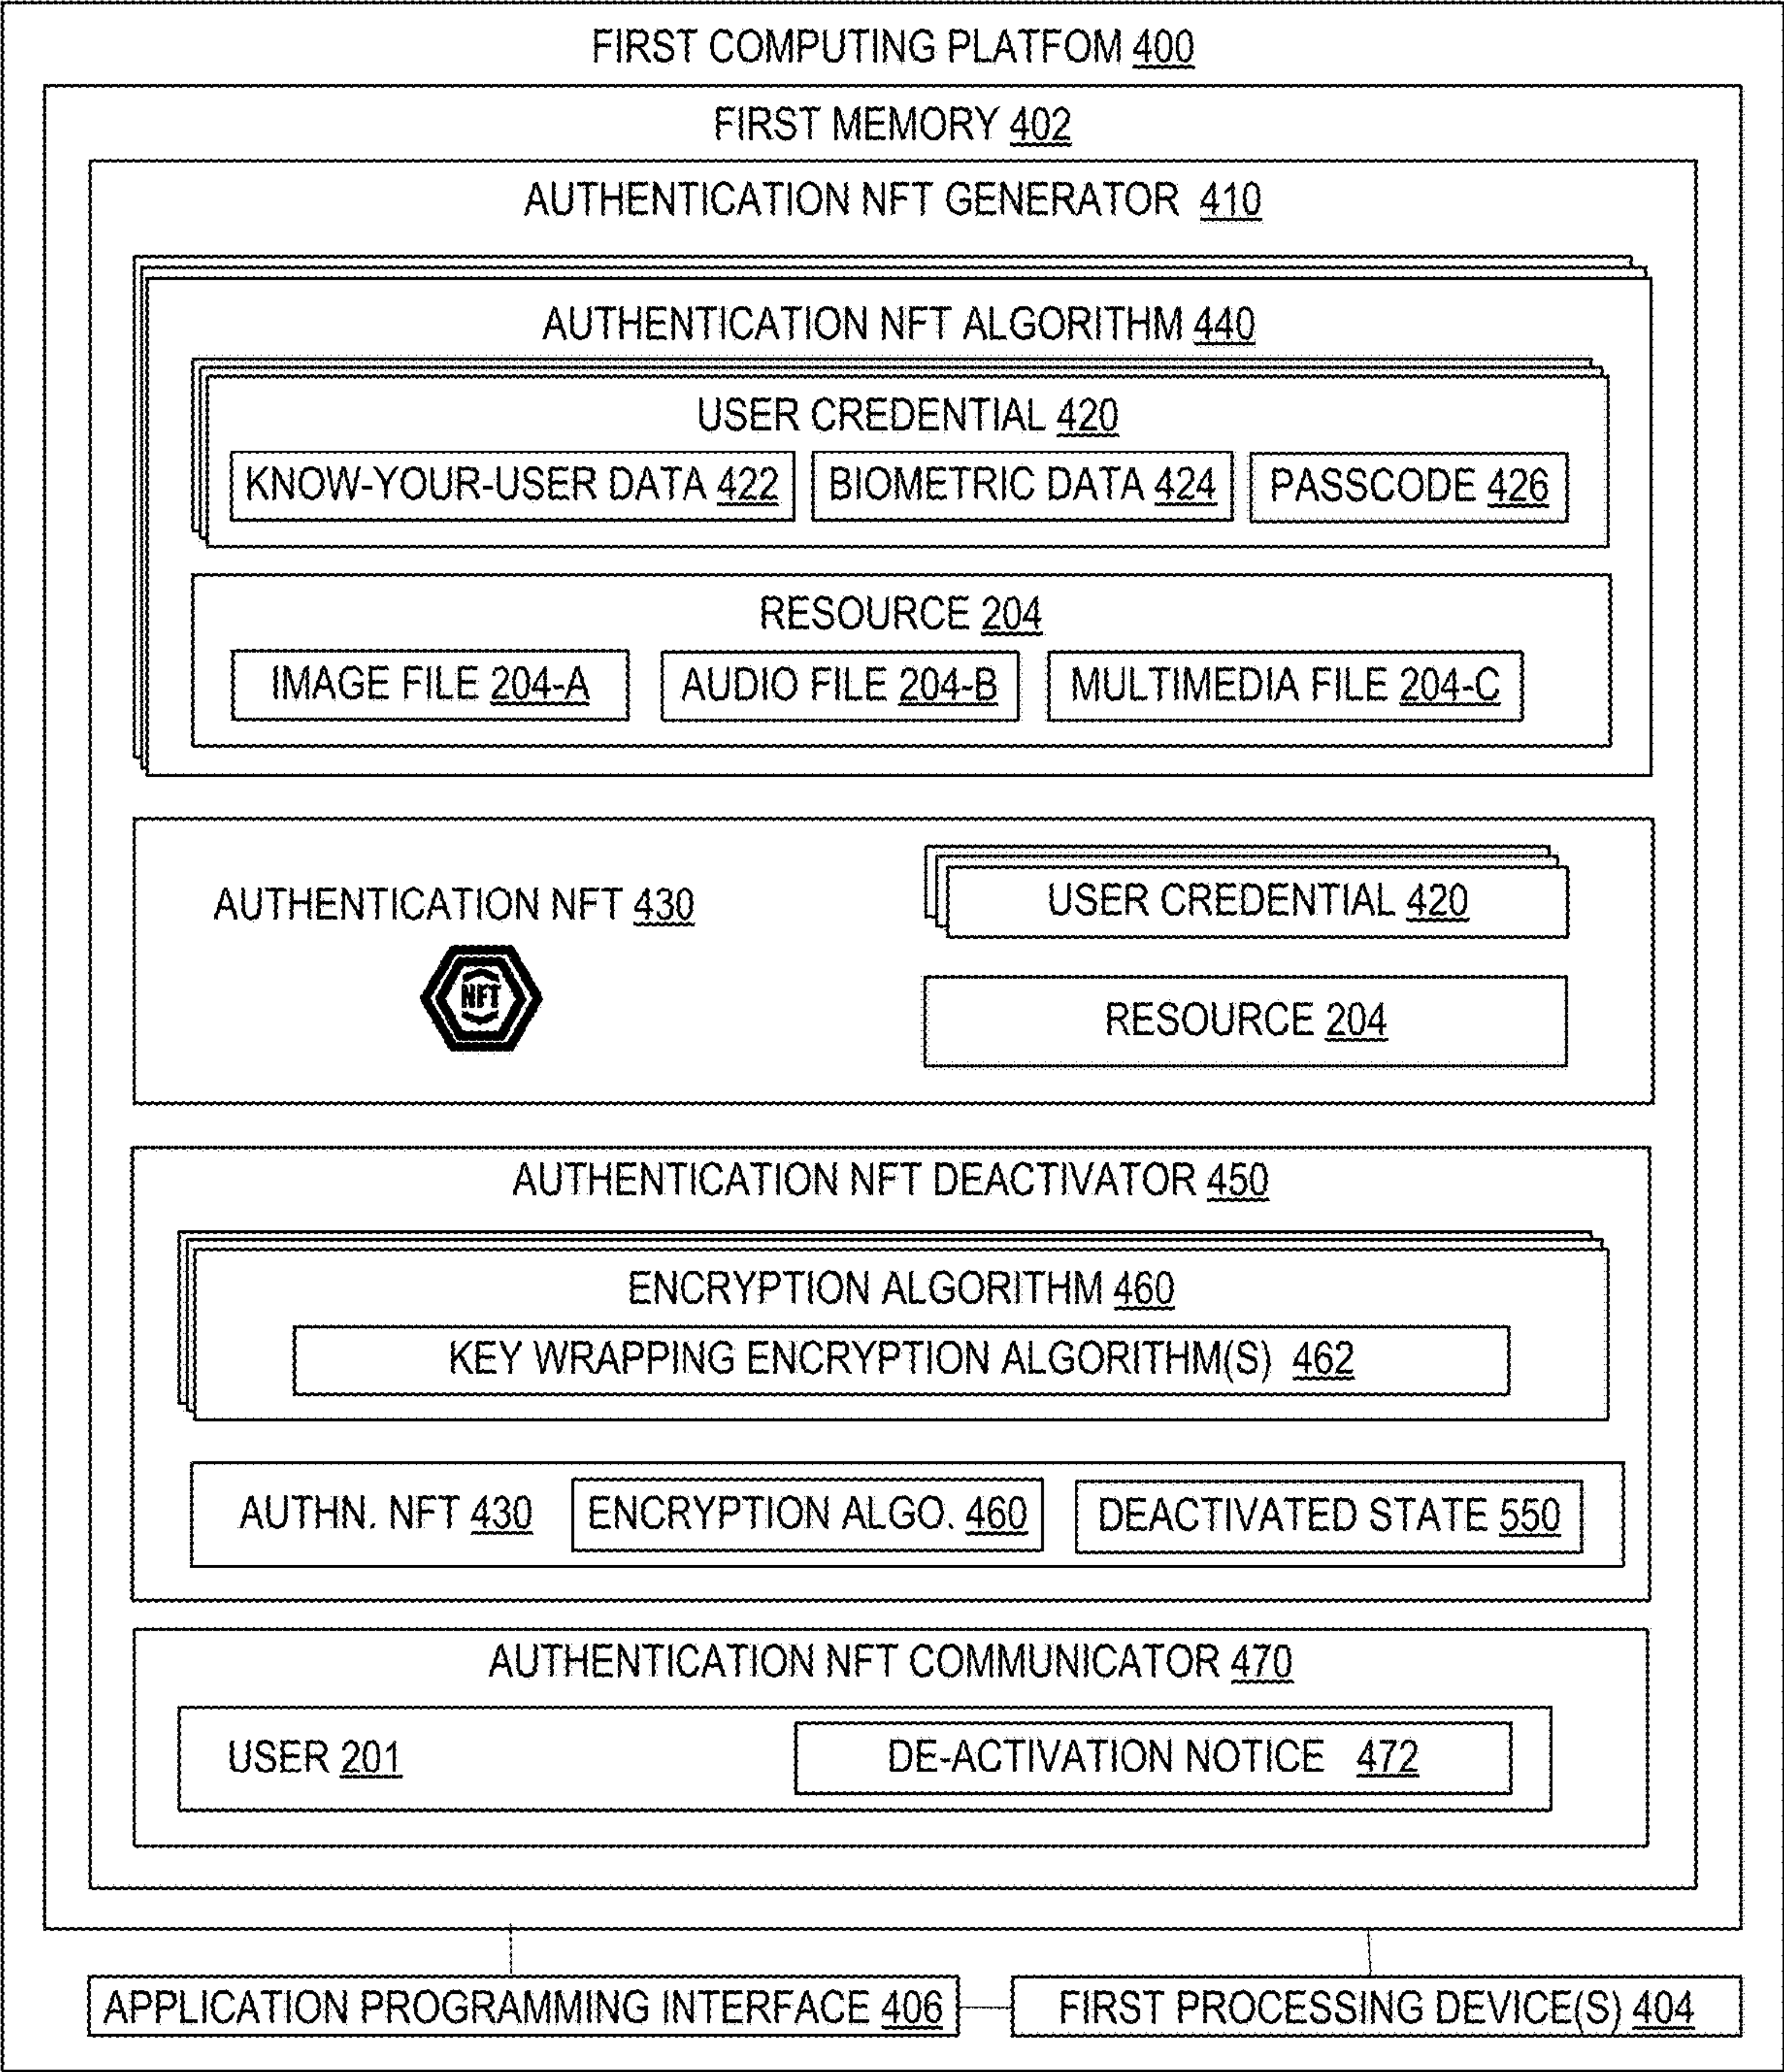 FIRST COMPUTING PLATFOM 400
FIRST MEMORY 402
AUTHENTICATION NFT GENERATOR 410
AUTHENTICATION NFT ALGORITHM 440
USER CREDENTIAL 420
KNOW-YOUR-USER DATA 422 BIOMETRIC DATA 424 PASSCODE 426
RESOURCE 204
IMAGE FILE 204-A AUDIO FILE 204-B MULTIMEDIA FILE 204-C
AUTHENTICATION NFT 430 USER CREDENTIAL 420
NFT
RESOURCE 204
AUTHENTICATION NFT DEACTIVATOR 450
ENCRYPTION ALGORITHM 460
KEY WRAPPING ENCRYPTION ALGORITHM(S) 462
AUTHN. NFT 430 ENCRYPTION ALGO. 460 DEACTIVATED STATE 550
AUTHENTICATION NFT COMMUNICATOR 470
USER 201 DE-ACTIVATION NOTICE 472
APPLICATION PROGRAMMING INTERFACE 406 FIRST PROCESSING DEVICE(S) 404